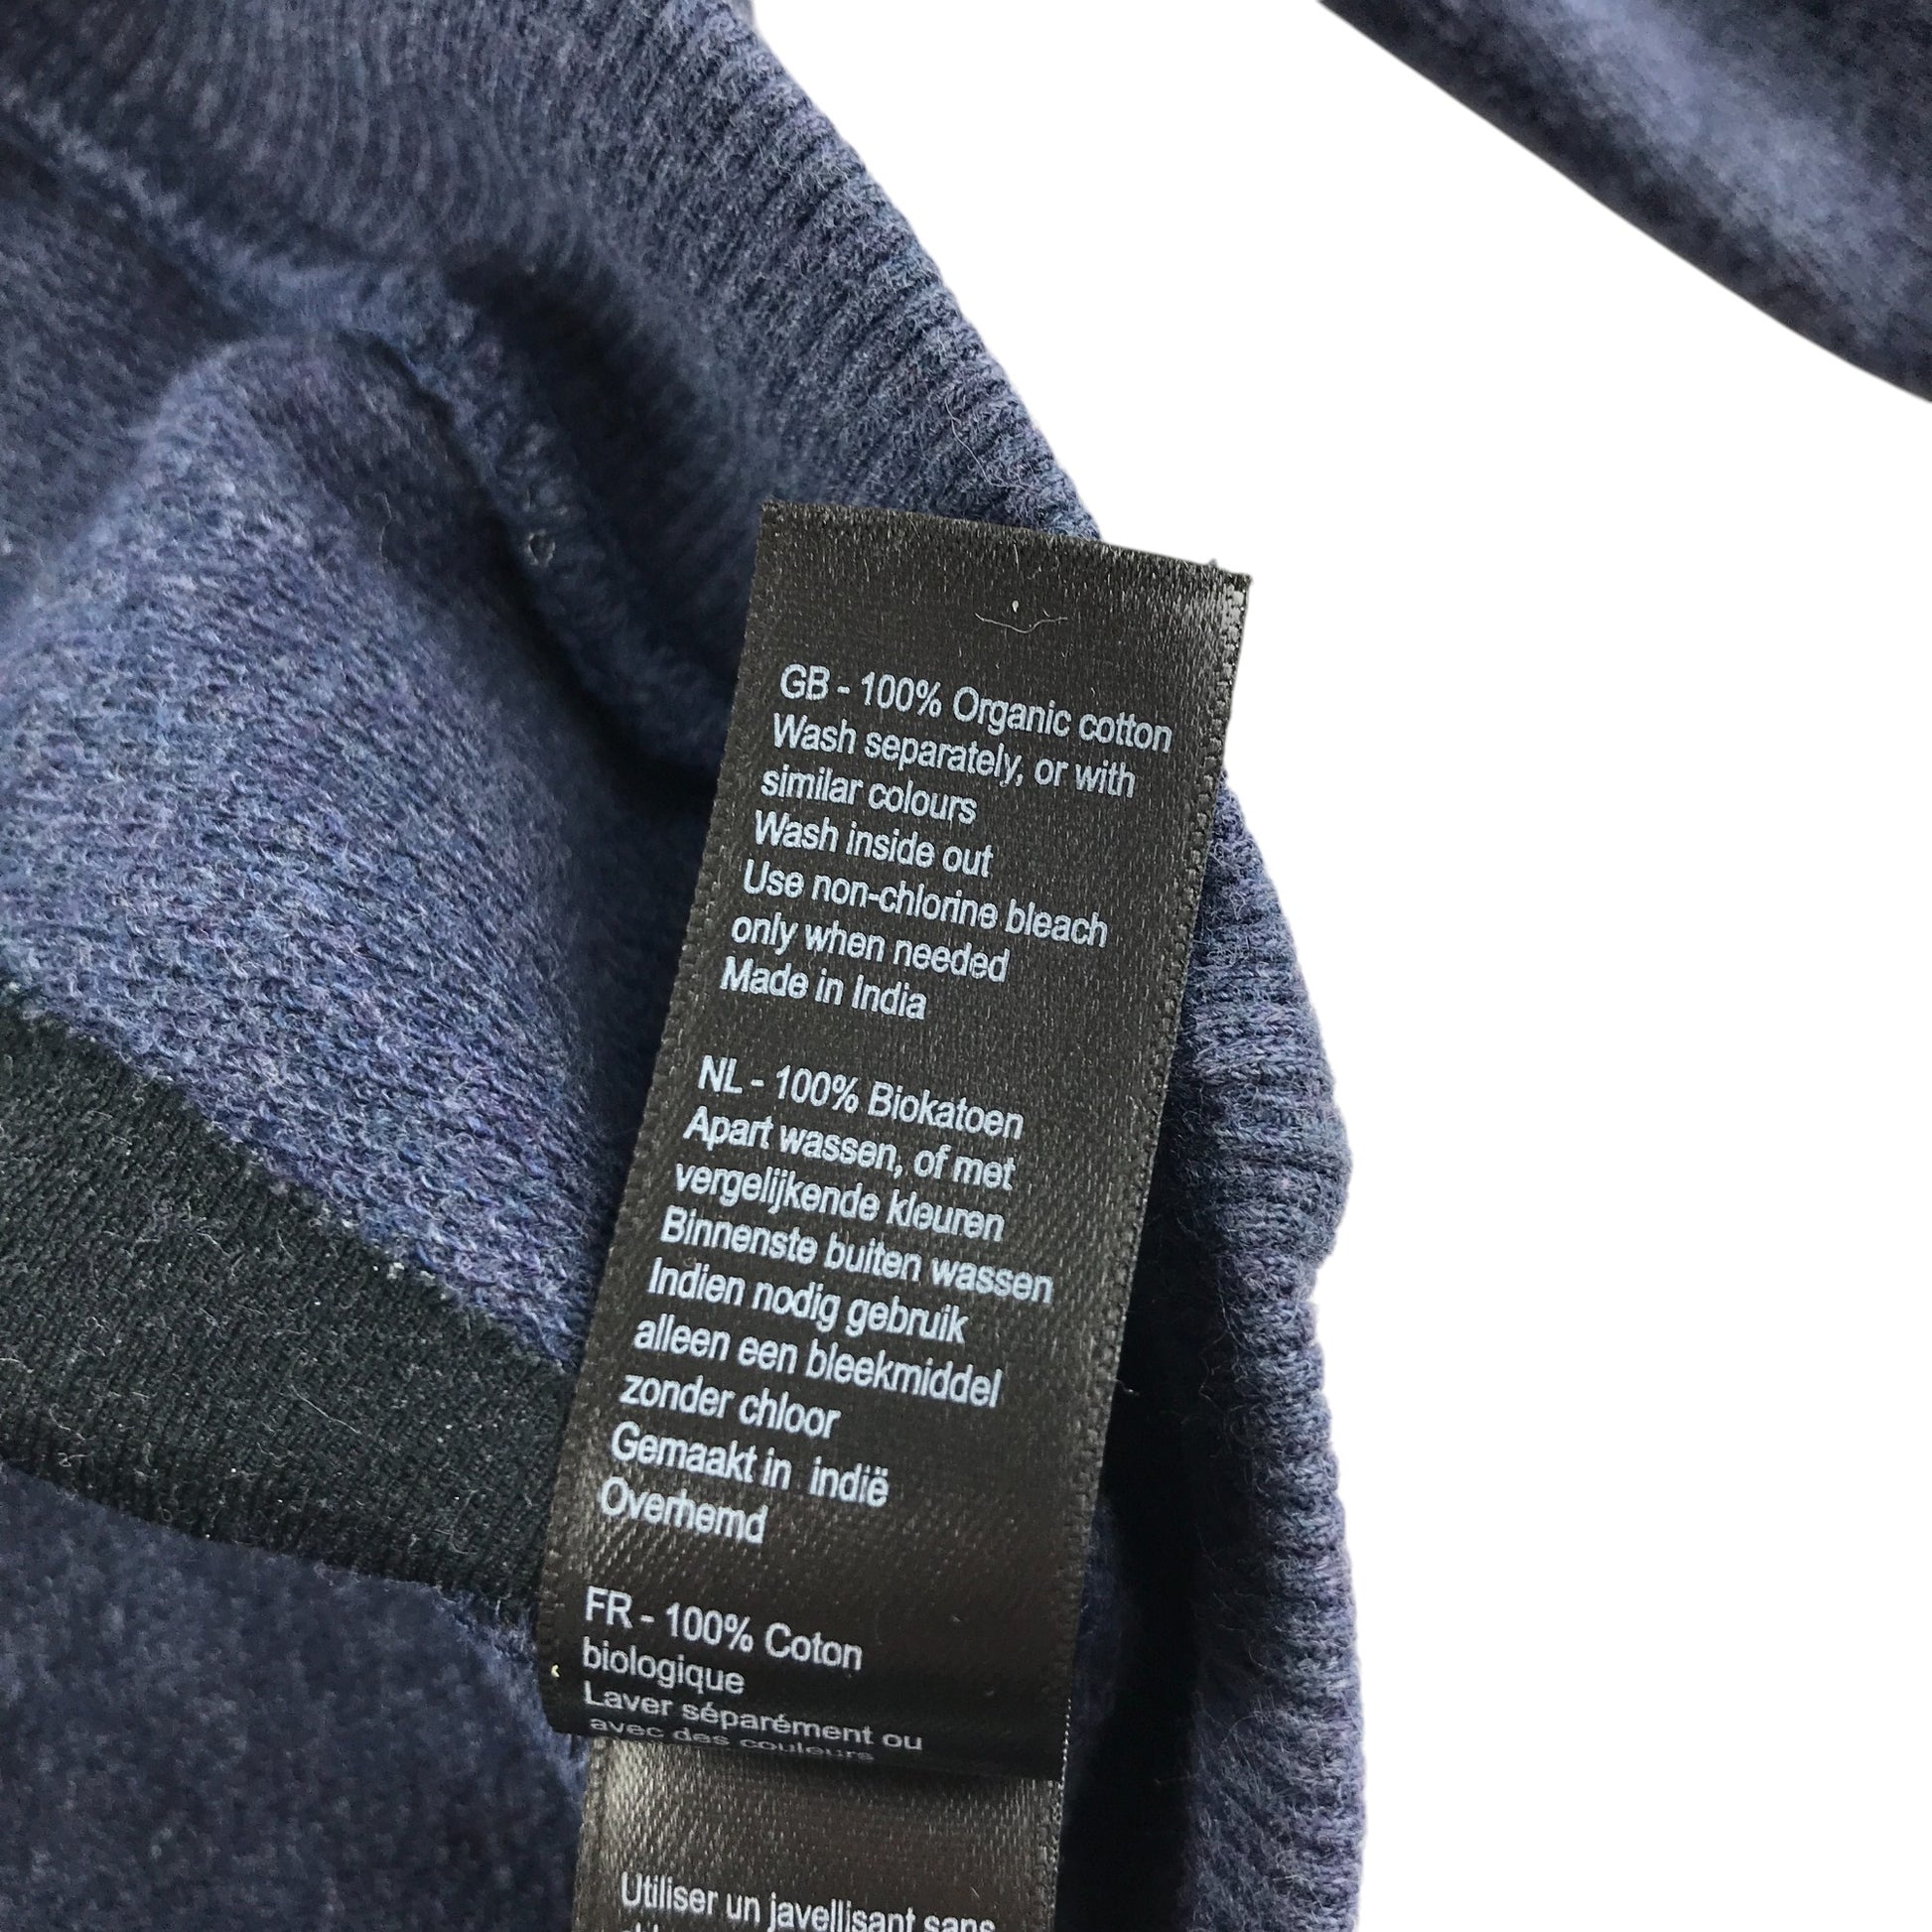 GB - 100% Organic cotton
Wash separately, or with
similar colours
Wash inside out
Use non-chlorine bleach
only when needed
Made in India
NL - 100% Biokatoen
Apart wassen, of met
vergelijkende kleuren
Binnenste buiten wassen
Indien nodig gebruik
alleen een bleekmiddel
zonder chloor
Gemaakt in indië
Overhemd
FR - 100% Coton
biologique
Laver séparément ou
avec des couleurs
Utiliser un javellisant sans